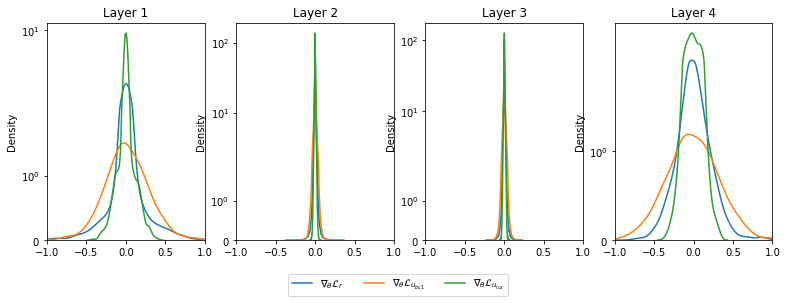 Layer 1 Layer 2 Layer 3 Layer 4
10¹ 10² 10² 10⁰
10¹ 10¹
10⁰ 10⁰ 10⁰
0 0 0 0
Density Density Density Density
−1.0 −0.5 0.0 0.5 1.0 −1.0 −0.5 0.0 0.5 1.0 −1.0 −0.5 0.0 0.5 1.0 −1.0 −0.5 0.0 0.5 1.0
∇θℒr ∇θℒu_bc1 ∇θℒu_ics